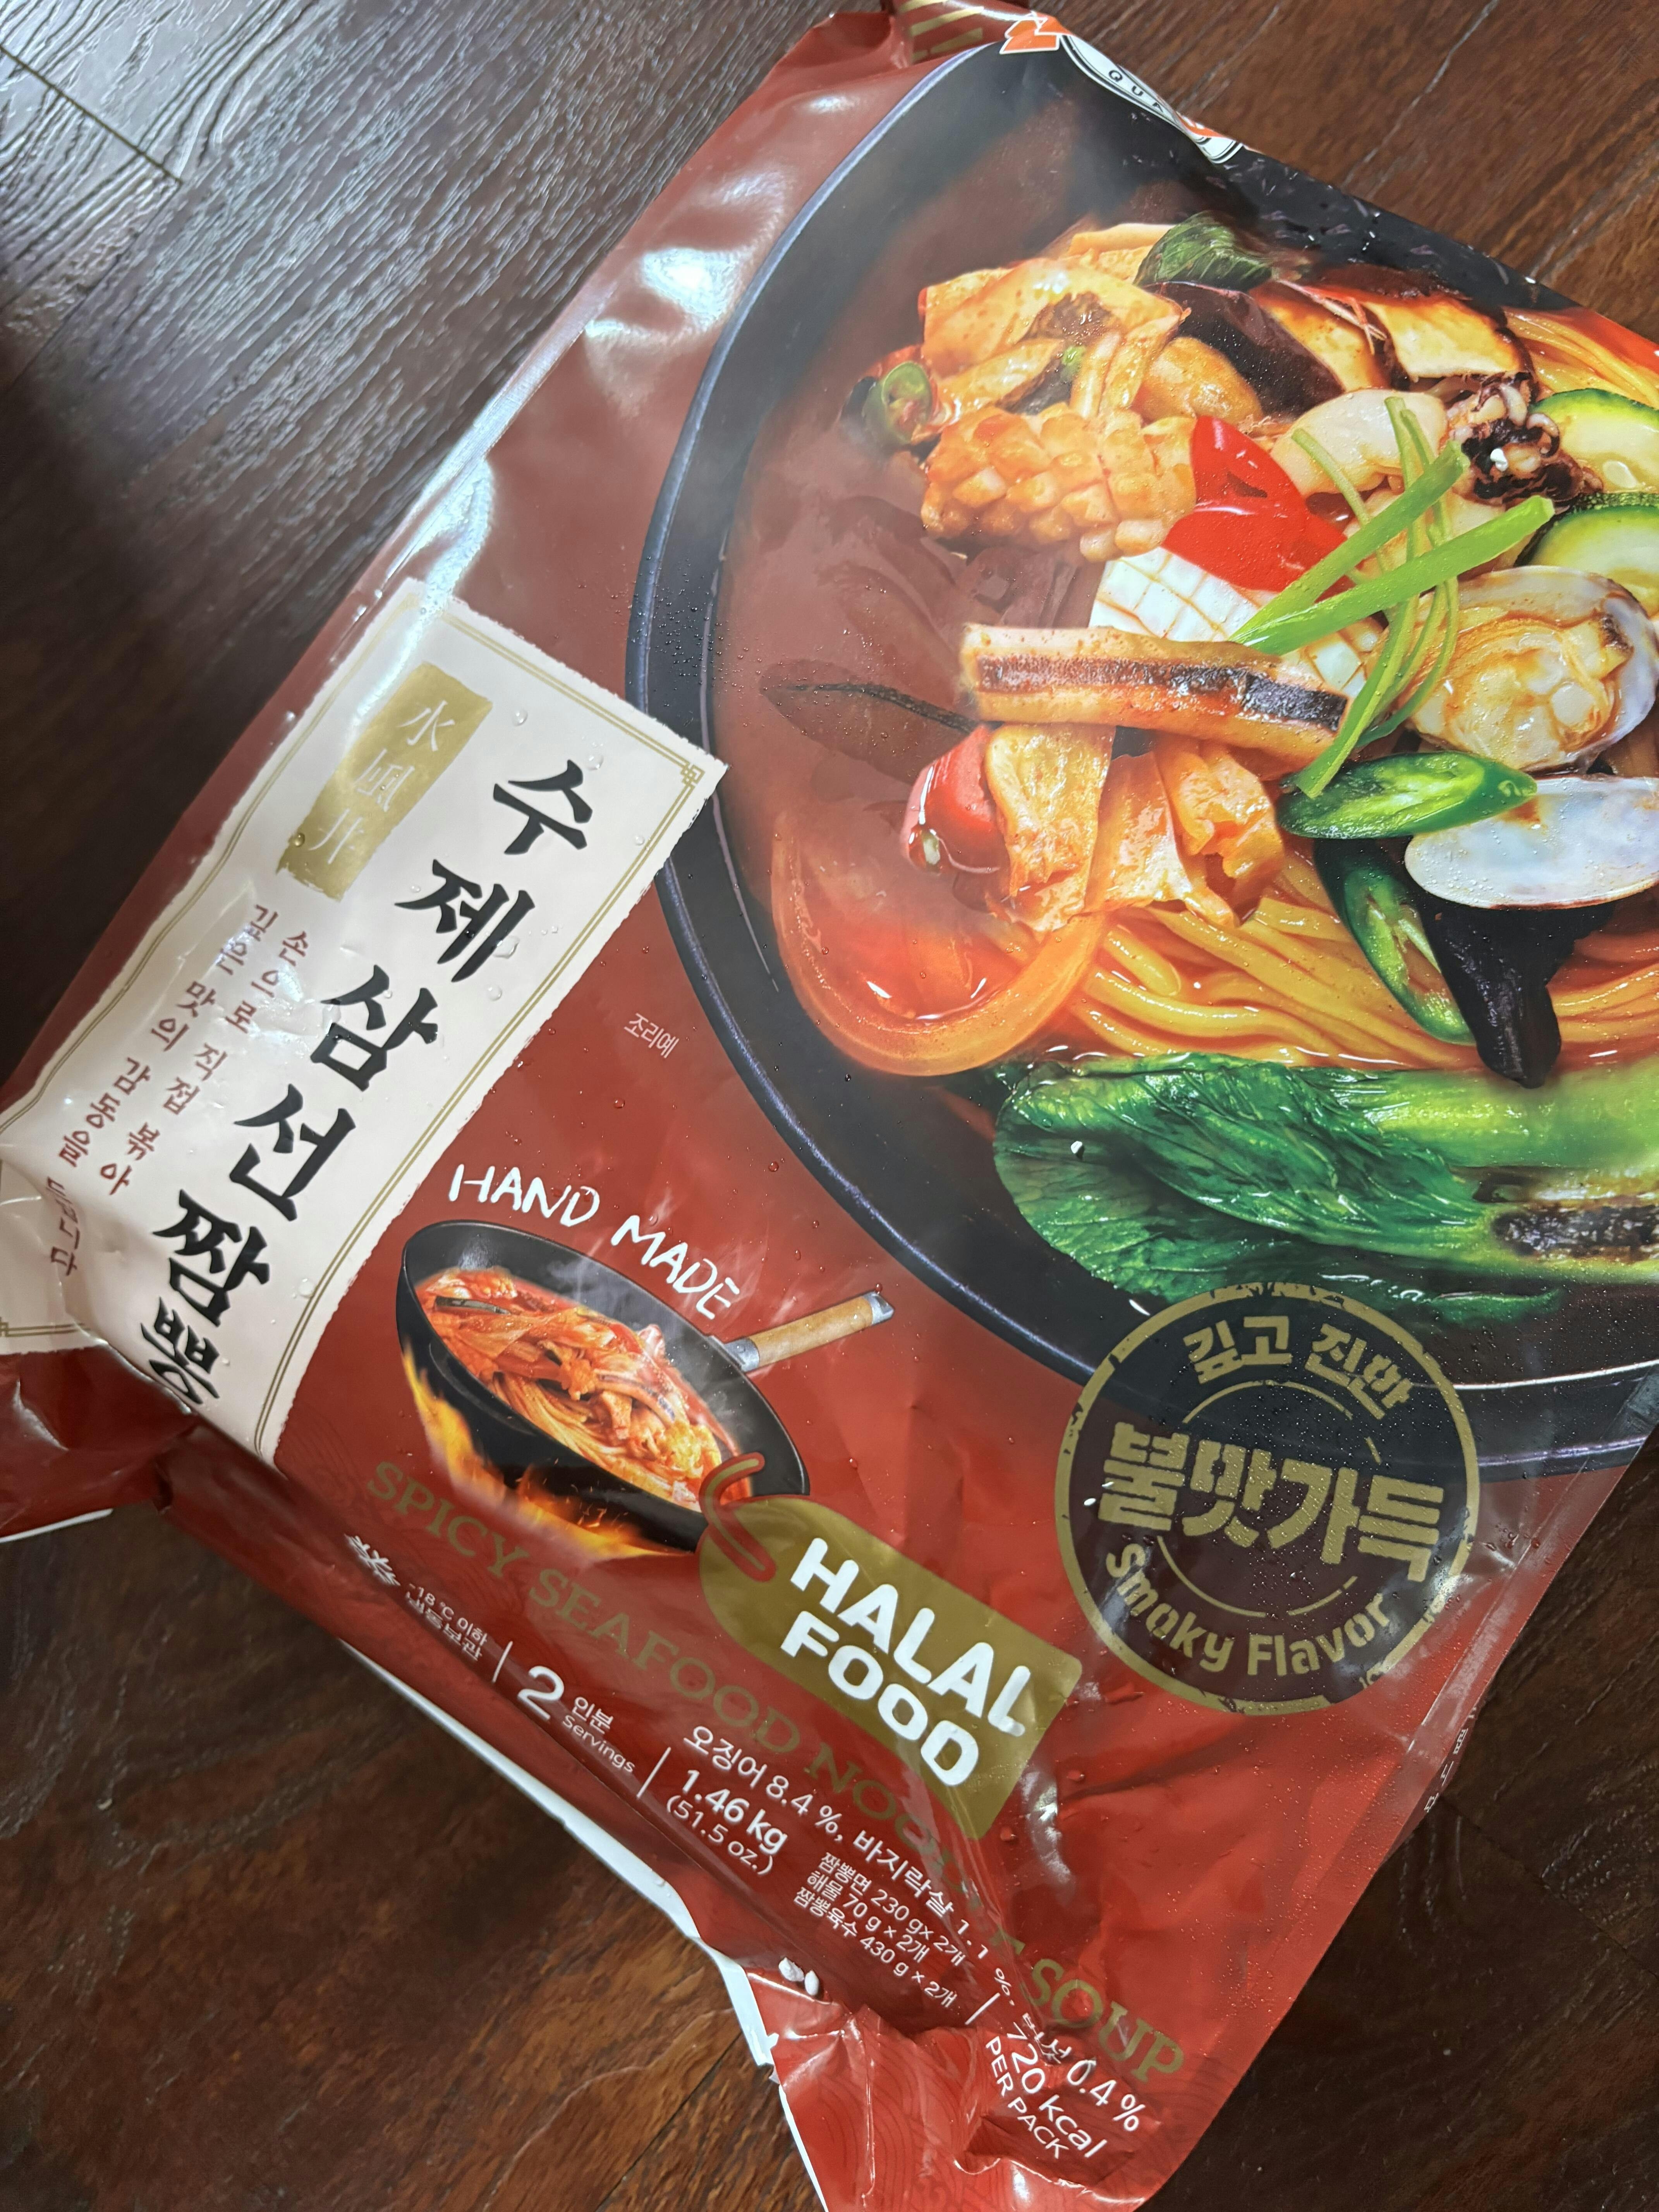 수제삼선짬뽕
손으로 직접 볶아
깊은 맛의 감동을
조리예
HAND MADE
깊고 진한
불맛가득
Smoky Flavor
HALAL
FOOD
SPICY SEAFOOD SOUP
-18℃ 이하
냉동보관
2 인분
Servings
오징어 8.4 %, 바지락살 1.1 %, 0.4 %
1.46 kg
(51.5 oz.)
짬뽕면 230 g x 2개
해물 70 g x 2개
짬뽕육수 430 g x 2개
720 kcal
PER PACK